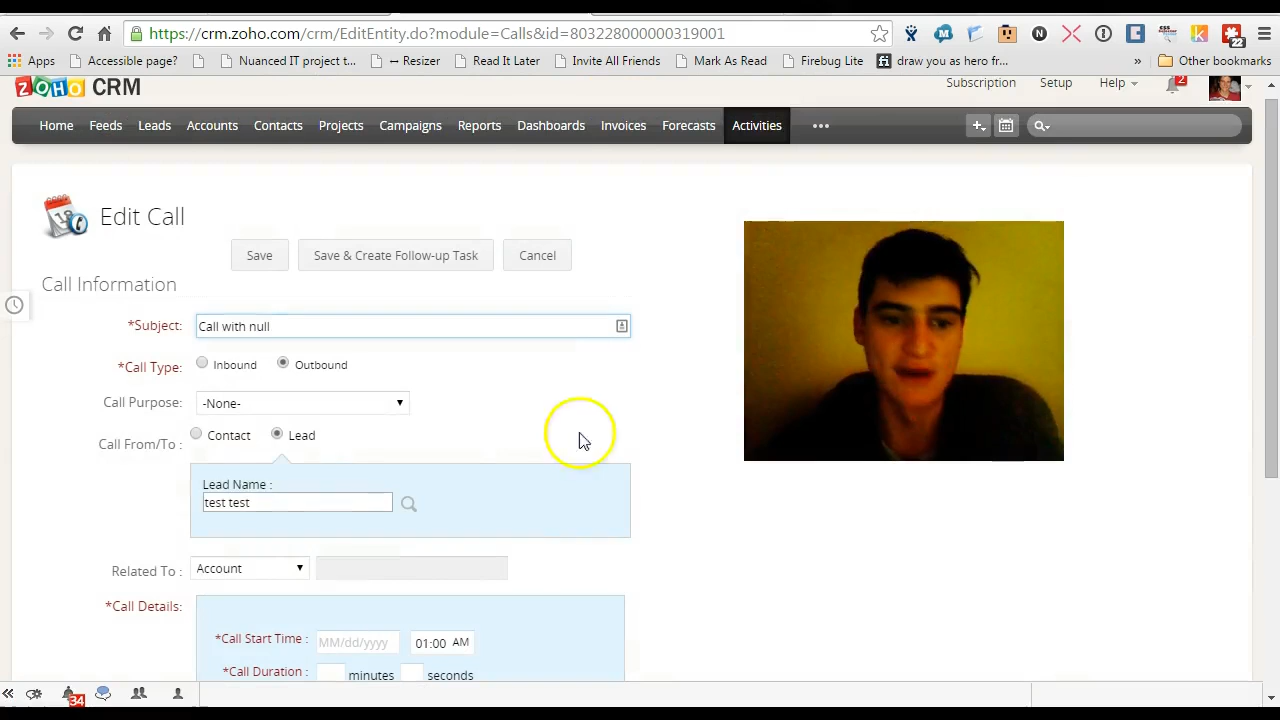 https://crm.zoho.com/crm/EditEntity.do?module=Calls&id=803228000000319001
22
Apps Accessible page? Nuanced IT project t... → Resizer Read It Later Invite All Friends Mark As Read Firebug Lite draw you as hero fr... » Other bookmarks
ZOHO CRM
Subscription Setup Help 2
Home Feeds Leads Accounts Contacts Projects Campaigns Reports Dashboards Invoices Forecasts Activities •••
Edit Call
Save Save & Create Follow-up Task Cancel
Call Information
*Subject: Call with null
*Call Type: Inbound Outbound
Call Purpose: -None-
Call From/To: Contact Lead
Lead Name :
test test
Related To : Account
*Call Details:
*Call Start Time : MM/dd/yyyy 01:00 AM
*Call Duration : minutes seconds
34